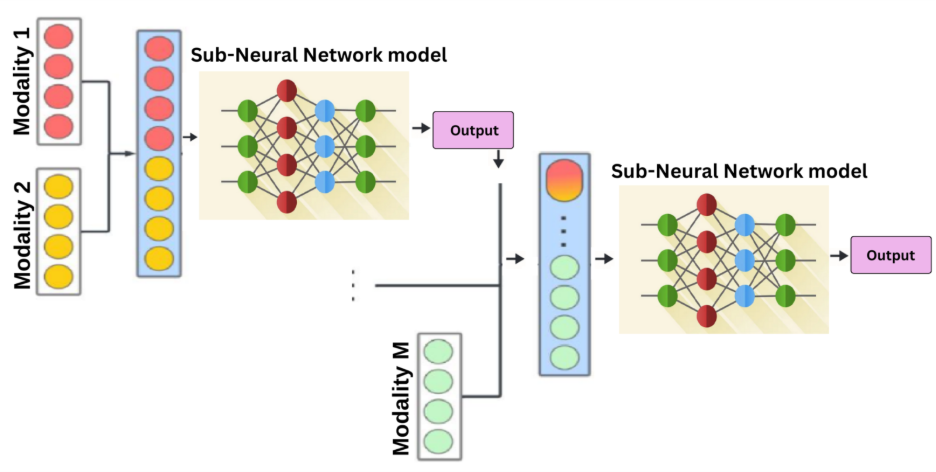 Modality 1
Modality 2
Sub-Neural Network model
Output
Modality M
Sub-Neural Network model
Output